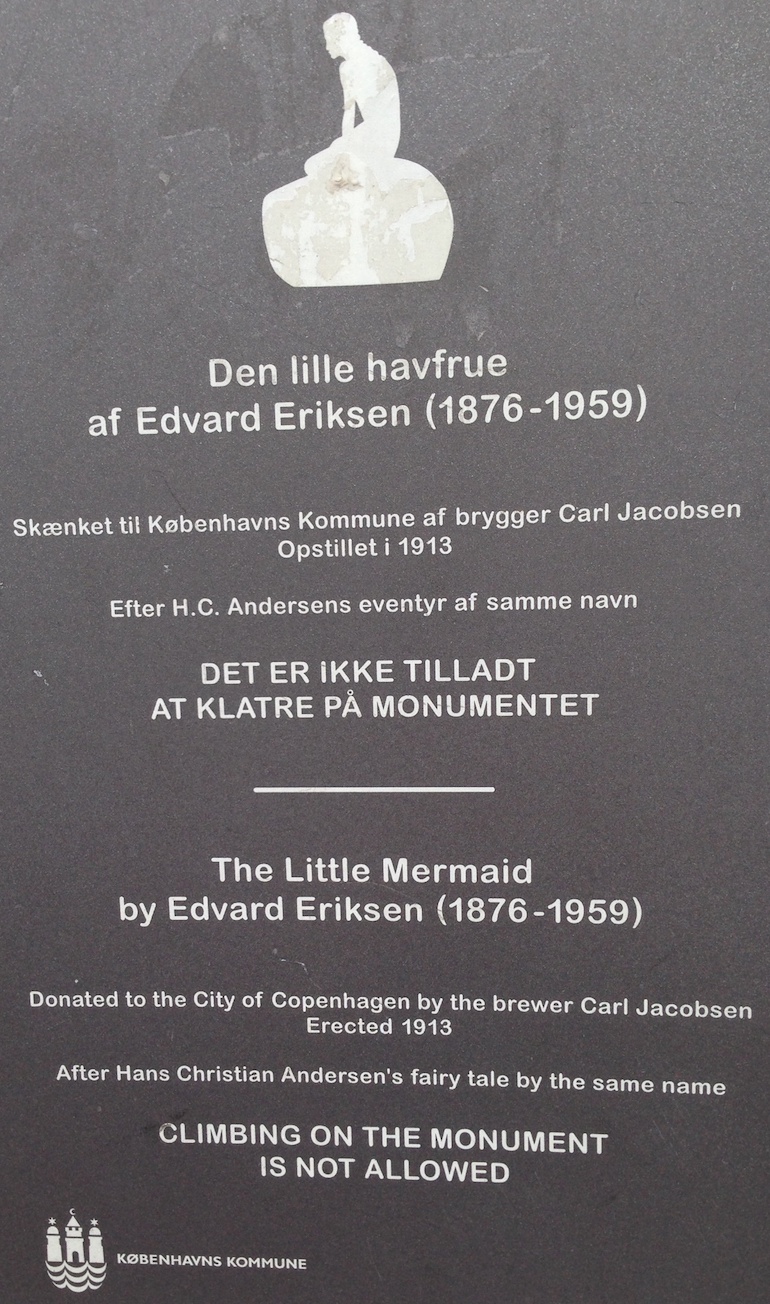 Den lille havfrue
af Edvard Eriksen (1876-1959)
Skænket til Københavns Kommune af brygger Carl Jacobsen
Opstillet i 1913
Efter H.C. Andersens eventyr af samme navn
DET ER iKKE TILLADT
AT KLATRE PÅ MONUMENTET
The Little Mermaid
by Edvard Eriksen (1876-1959)
Donated to the City of Copenhagen by the brewer Carl Jacobsen
Erected 1913
After Hans Christian Andersen's fairy tale by the same name
CLIMBING ON THE MONUMENT
IS NOT ALLOWED
KØBENHAVNS KOMMUNE